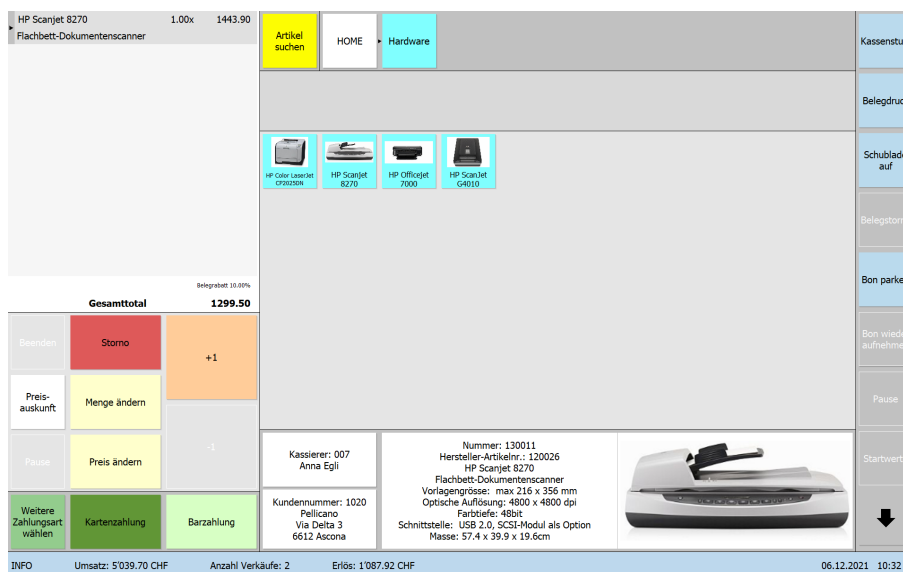 HP Scanjet 8270 1.00x 1443.90
Flachbett-Dokumentenscanner
Belegrabatt 10.00%
Gesamttotal 1299.50
Beenden
Storno
+1
Preis-
auskunft
Menge ändern
Pause
Preis ändern
-1
Weitere
Zahlungsart
wählen
Kartenzahlung
Barzahlung
Artikel
suchen
HOME
Hardware
HP Color LaserJet
CP2025DN
HP Scanjet
8270
HP Officejet
7000
HP ScanJet
G4010
Kassierer: 007
Anna Egli
Kundennummer: 1020
Pellicano
Via Delta 3
6612 Ascona
Nummer: 130011
Hersteller-Artikelnr.: 120026
HP Scanjet 8270
Flachbett-Dokumentenscanner
Vorlagengrösse: max 216 x 356 mm
Optische Auflösung: 4800 x 4800 dpi
Farbtiefe: 48bit
Schnittstelle: USB 2.0, SCSI-Modul als Option
Masse: 57.4 x 39.9 x 19.6cm
Kassenstu
Belegdruc
Schublade
auf
Belegstorn
Bon parke
Bon wiede
aufnehme
Pause
Startwert
INFO Umsatz: 5'039.70 CHF Anzahl Verkäufe: 2 Erlös: 1'087.92 CHF 06.12.2021 10:32